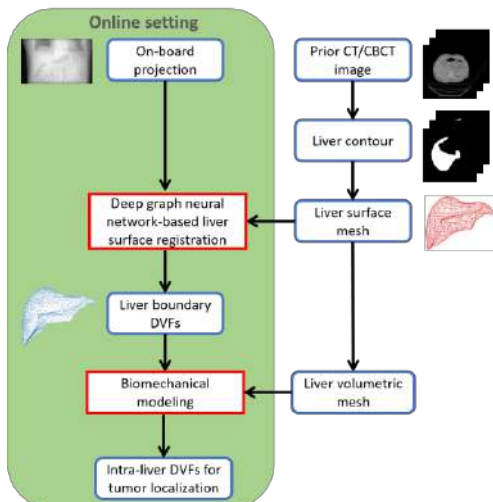 Online setting
On-board
projection
Prior CT/CBCT
image
Liver contour
Deep graph neural
network-based liver
surface registration
Liver surface
mesh
Liver boundary
DVFs
Biomechanical
modeling
Liver volumetric
mesh
Intra-liver DVFs for
tumor localization